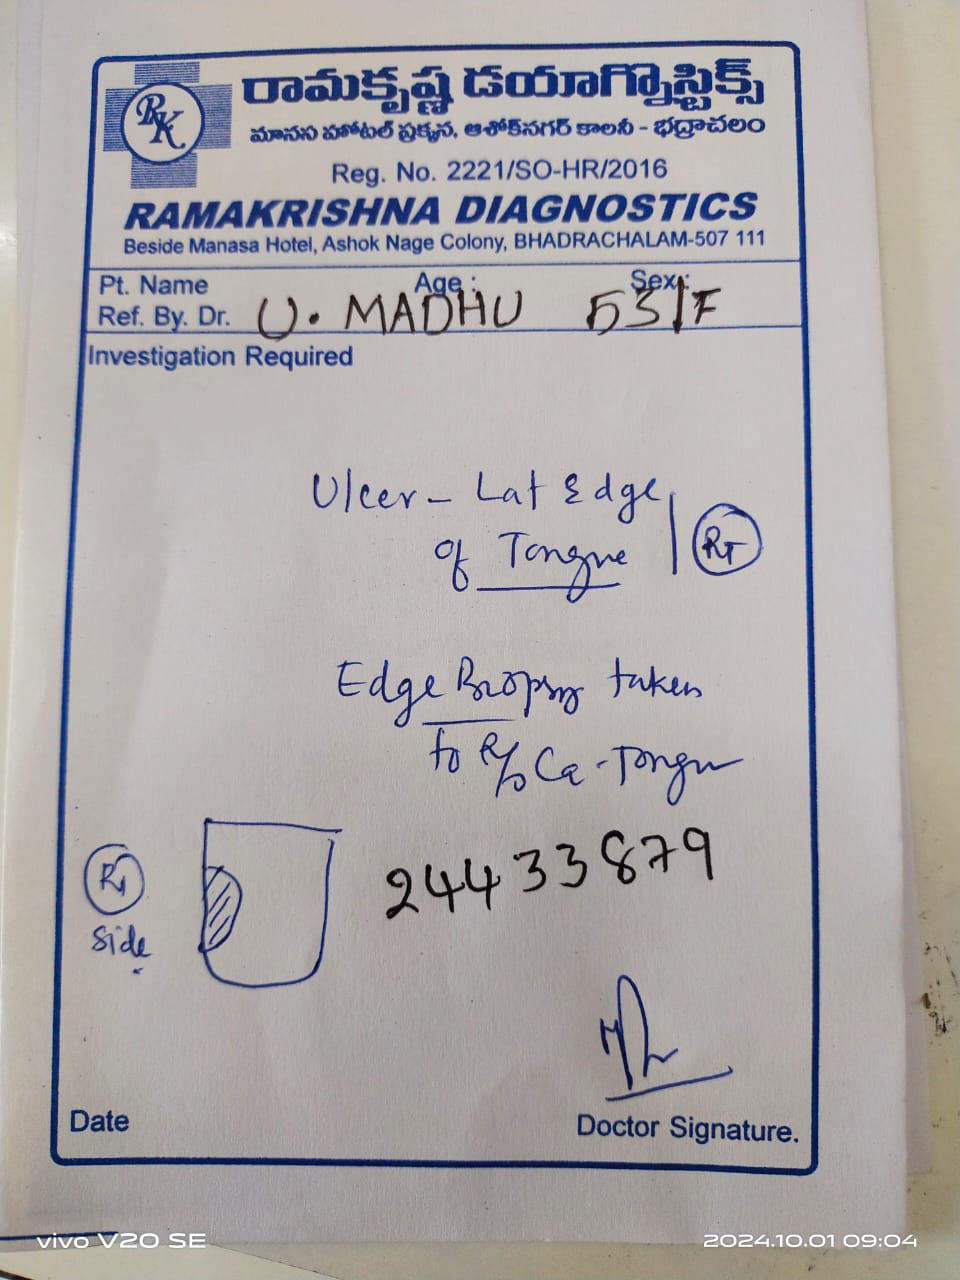 RK
రామకృష్ణ డయాగ్నొస్టిక్స్
మానస హోటల్ ప్రక్కన, ఆశోక్‌నగర్ కాలనీ - భద్రాచలం
Reg. No. 2221/SO-HR/2016
RAMAKRISHNA DIAGNOSTICS
Beside Manasa Hotel, Ashok Nage Colony, BHADRACHALAM-507 111
Pt. Name Age : Sex :
Ref. By. Dr. U. MADHU 53/F
Investigation Required
Ulcer - Lat Edge
of Tongue RT
Edge Biopsy taken
to R/o Ca - Tongue
24433879
Rt
Side
Date
Doctor Signature.
vivo V20 SE
2024.10.01 09:04